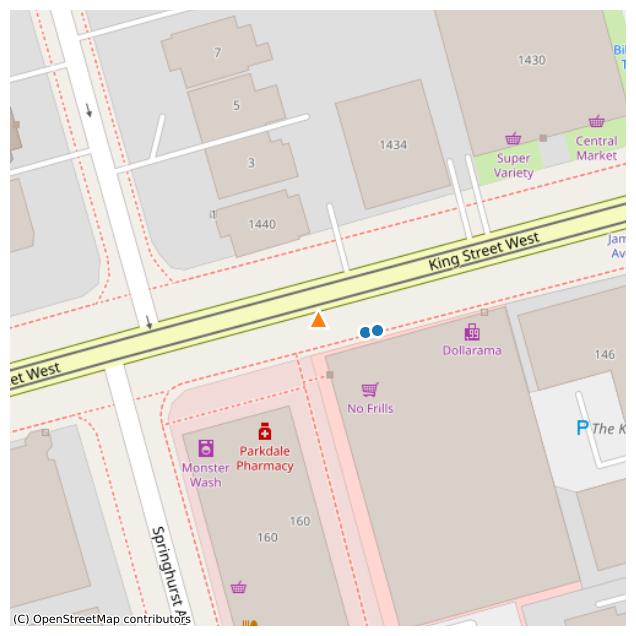 7
1430
Bi
T
5
1434
Super
Variety
Central
Market
3
1440
King Street West
Jam
Av
et West
Dollarama
146
No Frills
P
The K
Parkdale
Pharmacy
Monster
Wash
160
160
Springhurst A
(C) OpenStreetMap contributors